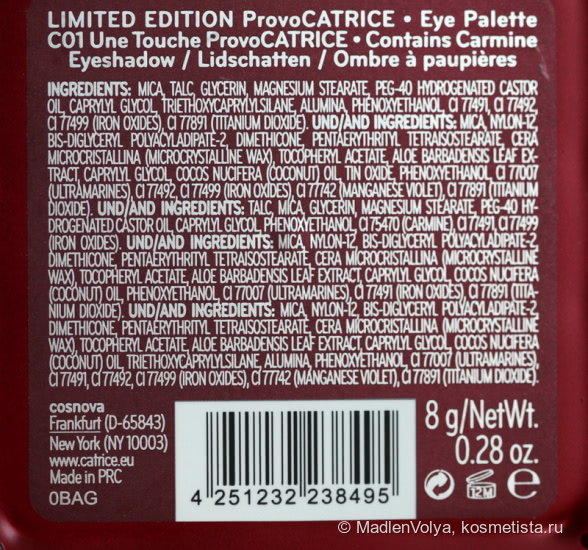 LIMITED EDITION ProvoCATRICE • Eye Palette
C01 Une Touche ProvoCATRICE • Contains Carmine
Eyeshadow / Lidschatten / Ombre à paupières
INGREDIENTS: MICA, TALC, GLYCERIN, MAGNESIUM STEARATE, PEG-40 HYDROGENATED CASTOR
OIL, CAPRYLYL GLYCOL, TRIETHOXYCAPRYLYLSILANE, ALUMINA, PHENOXYETHANOL, CI 77491, CI 77492,
CI 77499 (IRON OXIDES), CI 77891 (TITANIUM DIOXIDE). UND/AND INGREDIENTS: MICA, NYLON-12,
BIS-DIGLYCERYL POLYACYLADIPATE-2, DIMETHICONE, PENTAERYTHRITYL TETRAISOSTEARATE, CERA
MICROCRISTALLINA (MICROCRYSTALLINE WAX), TOCOPHERYL ACETATE, ALOE BARBADENSIS LEAF EX-
TRACT, CAPRYLYL GLYCOL, COCOS NUCIFERA (COCONUT) OIL, TIN OXIDE, PHENOXYETHANOL, CI 77007
(ULTRAMARINES), CI 77492, CI 77499 (IRON OXIDES), CI 77742 (MANGANESE VIOLET), CI 77891 (TITANIUM
DIOXIDE). UND/AND INGREDIENTS: TALC, MICA, GLYCERIN, MAGNESIUM STEARATE, PEG-40 HY-
DROGENATED CASTOR OIL, CAPRYLYL GLYCOL, PHENOXYETHANOL, CI 75470 (CARMINE), CI 77491, CI 77499
(IRON OXIDES). UND/AND INGREDIENTS: MICA, NYLON-12, BIS-DIGLYCERYL POLYACYLADIPATE-2,
DIMETHICONE, PENTAERYTHRITYL TETRAISOSTEARATE, CERA MICROCRISTALLINA (MICROCRYSTALLINE
WAX), TOCOPHERYL ACETATE, ALOE BARBADENSIS LEAF EXTRACT, CAPRYLYL GLYCOL, COCOS NUCIFERA
(COCONUT) OIL, PHENOXYETHANOL, CI 77007 (ULTRAMARINES), CI 77491 (IRON OXIDES), CI 77891 (TITA-
NIUM DIOXIDE). UND/AND INGREDIENTS: MICA, NYLON-12, BIS-DIGLYCERYL POLYACYLADIPATE-2,
DIMETHICONE, PENTAERYTHRITYL TETRAISOSTEARATE, CERA MICROCRISTALLINA (MICROCRYSTALLINE
WAX), TOCOPHERYL ACETATE, ALOE BARBADENSIS LEAF EXTRACT, CAPRYLYL GLYCOL, COCOS NUCIFERA
(COCONUT) OIL, TRIETHOXYCAPRYLYLSILANE, ALUMINA, PHENOXYETHANOL, CI 77007 (ULTRAMARINES),
CI 77491, CI 77492, CI 77499 (IRON OXIDES), CI 77742 (MANGANESE VIOLET), CI 77891 (TITANIUM DIOXIDE).
cosnova
Frankfurt (D-65843)
New York (NY 10003)
www.catrice.eu
Made in PRC
0BAG
4 251232 238495
8 g/NetWt.
0.28 oz.
12M
e
© MadlenVolya, kosmetista.ru